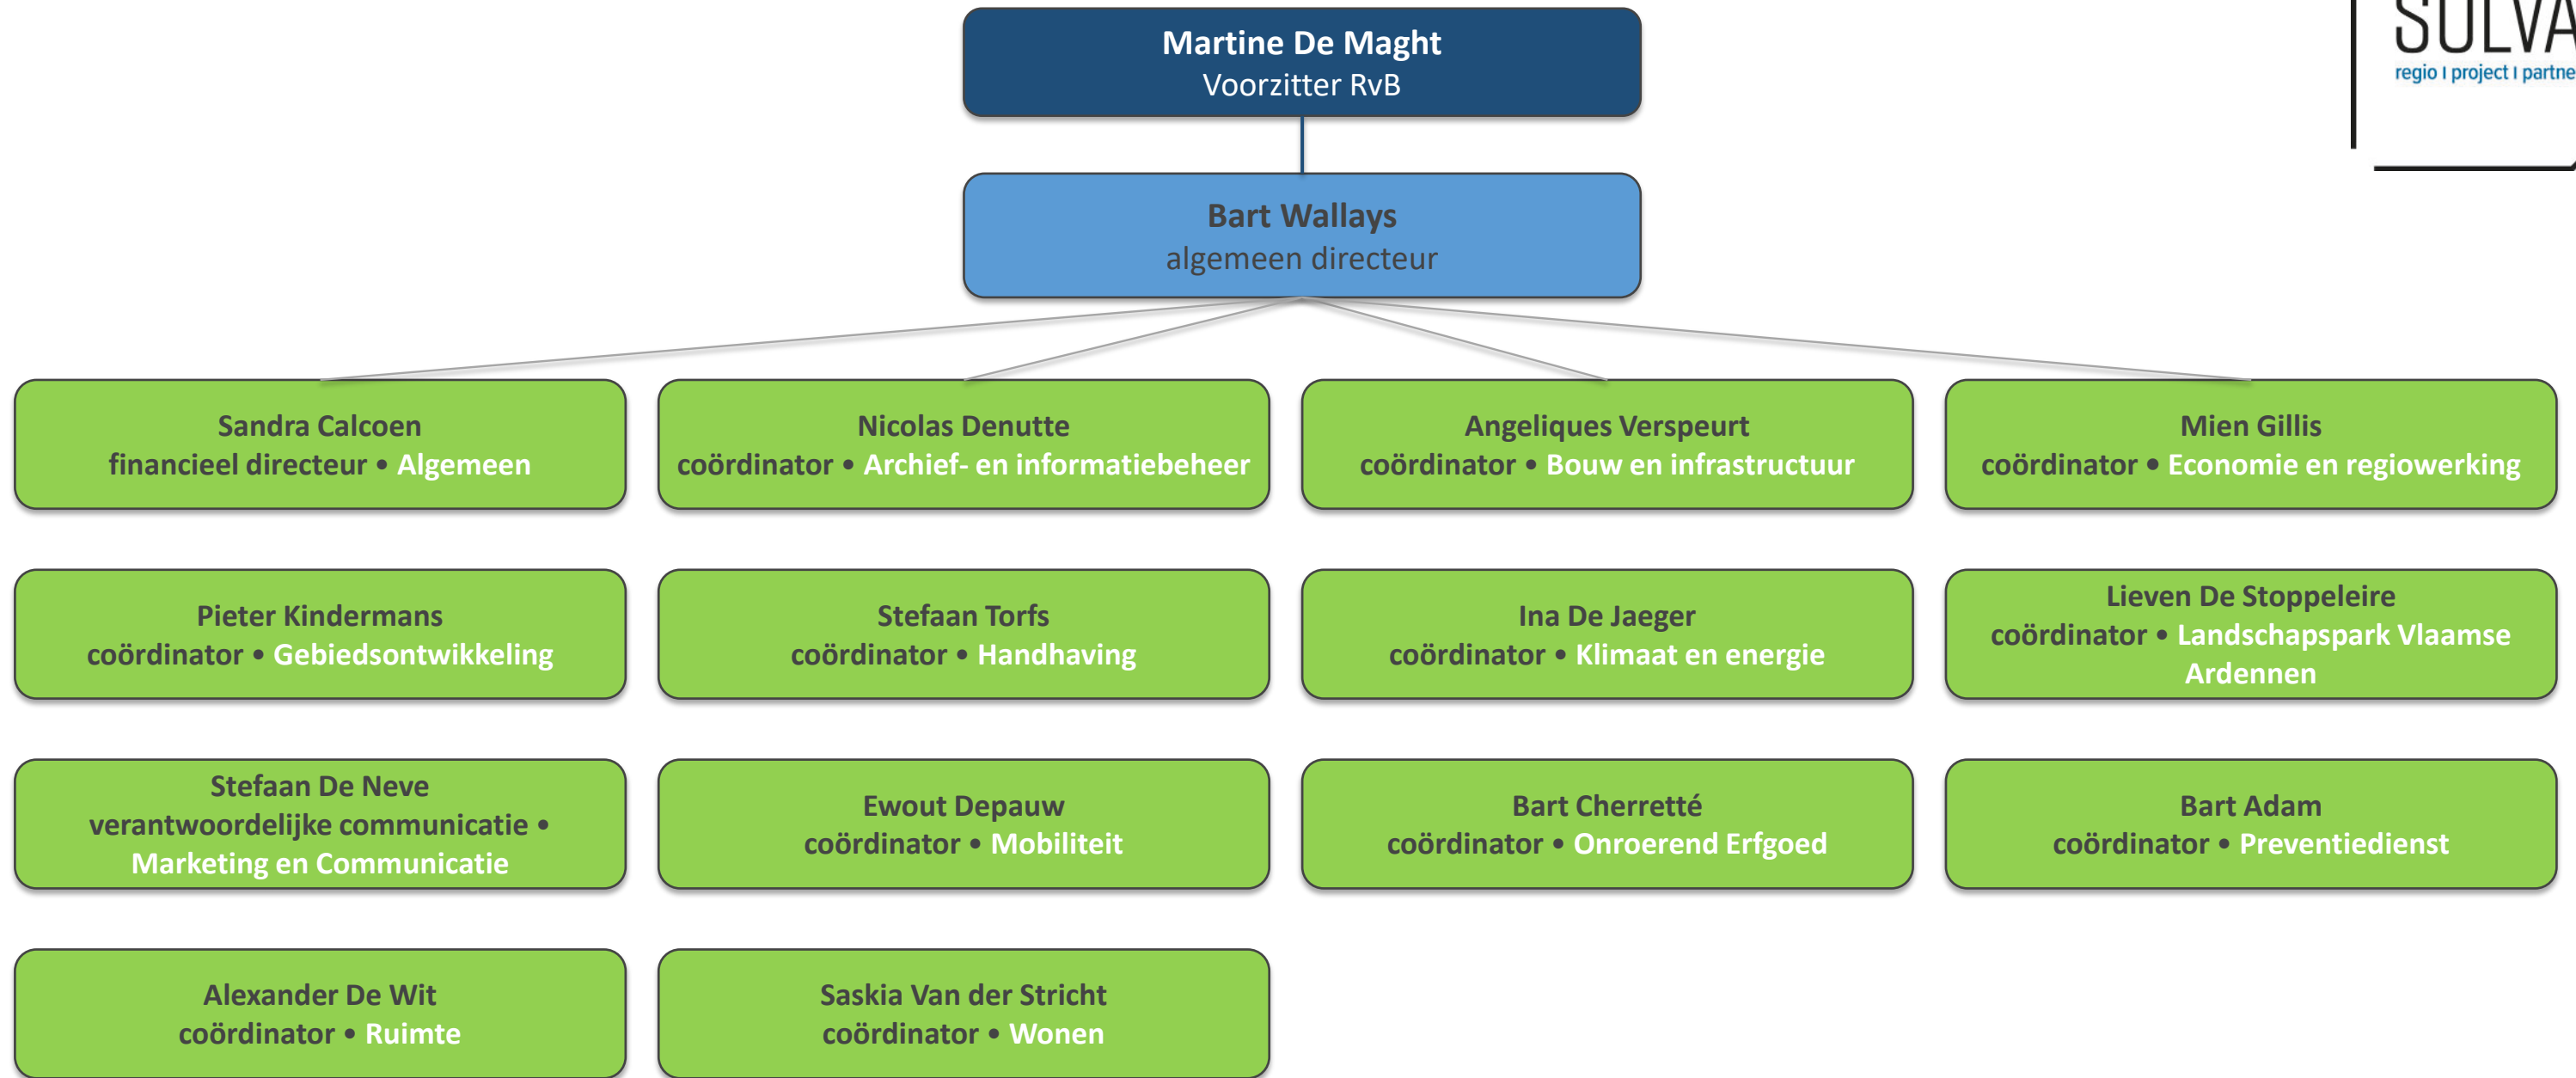 Martine De Maght
Voorzitter RvB
SOLVA
regio I project I partne
Bart Wallays
algemeen directeur
Sandra Calcoen
financieel directeur • Algemeen
Nicolas Denutte
coördinator • Archief- en informatiebeheer
Angeliques Verspeurt
coördinator • Bouw en infrastructuur
Mien Gillis
coördinator • Economie en regiowerking
Pieter Kindermans
coördinator • Gebiedsontwikkeling
Stefaan Torfs
coördinator • Handhaving
Ina De Jaeger
coördinator • Klimaat en energie
Lieven De Stoppeleire
coördinator • Landschapspark Vlaamse
Ardennen
Stefaan De Neve
verantwoordelijke communicatie •
Marketing en Communicatie
Ewout Depauw
coördinator • Mobiliteit
Bart Cherretté
coördinator • Onroerend Erfgoed
Bart Adam
coördinator • Preventiedienst
Alexander De Wit
coördinator • Ruimte
Saskia Van der Stricht
coördinator • Wonen